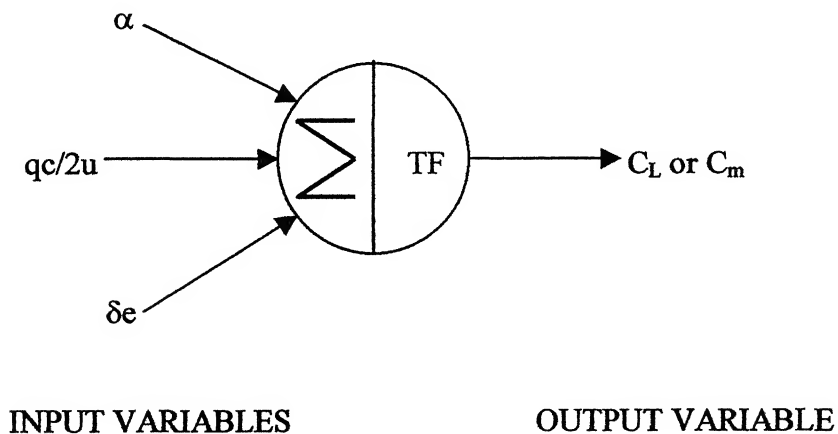 α
qc/2u
Σ
TF
C_L or C_m
δe
INPUT VARIABLES
OUTPUT VARIABLE